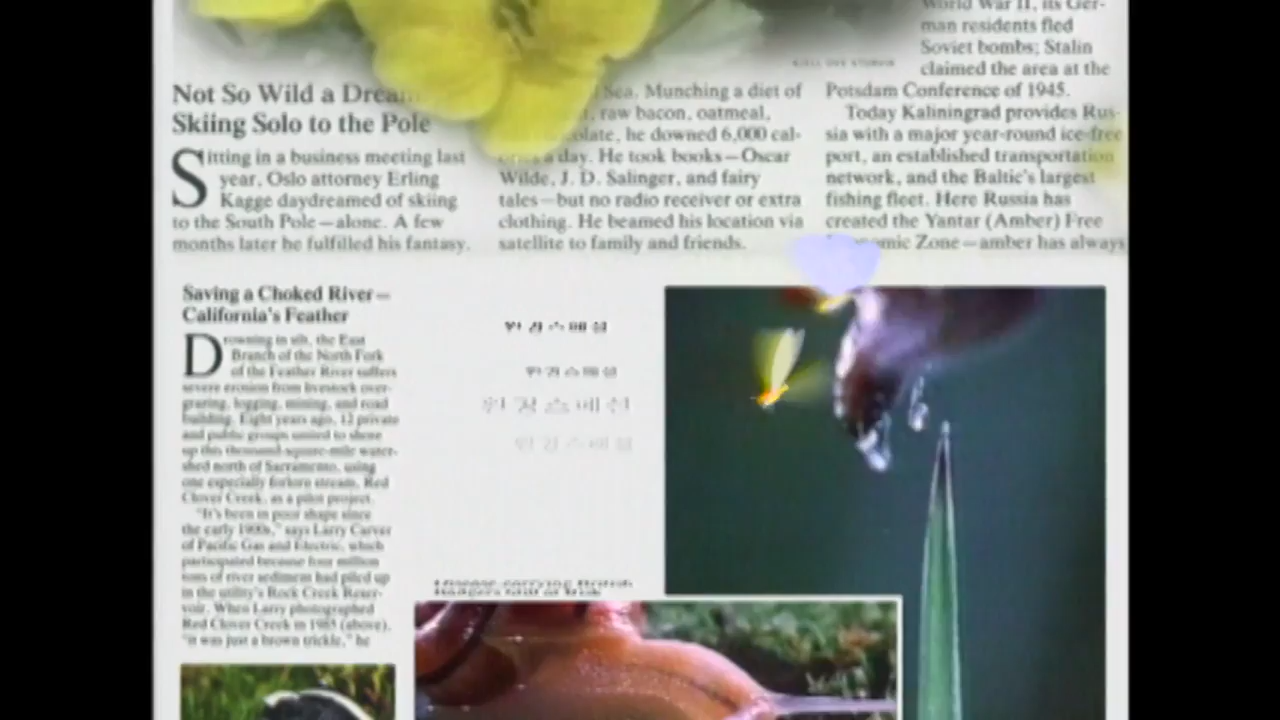 World War II, its Ger-
man residents fled
Soviet bombs; Stalin
claimed the area at the
Potsdam Conference of 1945.
Today Kaliningrad provides Rus-
sia with a major year-round ice-free
port, an established transportation
network, and the Baltic's largest
fishing fleet. Here Russia has
created the Yantar (Amber) Free
Zone—amber has always
Not So Wild a Dream
Skiing Solo to the Pole
Sitting in a business meeting last
year, Oslo attorney Erling
Kagge daydreamed of skiing
to the South Pole—alone. A few
months later he fulfilled his fantasy.
Sea. Munching a diet of
raw bacon, oatmeal,
he downed 6,000 cal-
a day. He took books—Oscar
Wilde, J. D. Salinger, and fairy
tales—but no radio receiver or extra
clothing. He beamed his location via
satellite to family and friends.
Saving a Choked River—
California's Feather
Drowning in silt, the East
Branch of the North Fork
of the Feather River suffers
severe erosion from livestock over-
grazing, logging, mining, and road
building. Eight years ago, 12 private
and public groups united to shore
up this thousand-square-mile water-
shed north of Sacramento, using
one especially forlorn stream, Red
Clover Creek, as a pilot project.
"It's been in poor shape since
the early 1900s," says Larry Carver
of Pacific Gas and Electric, which
participated because four million
tons of river sediment had piled up
in the utility's Rock Creek Reser-
voir. When Larry photographed
Red Clover Creek in 1985 (above),
"it was just a brown trickle," he